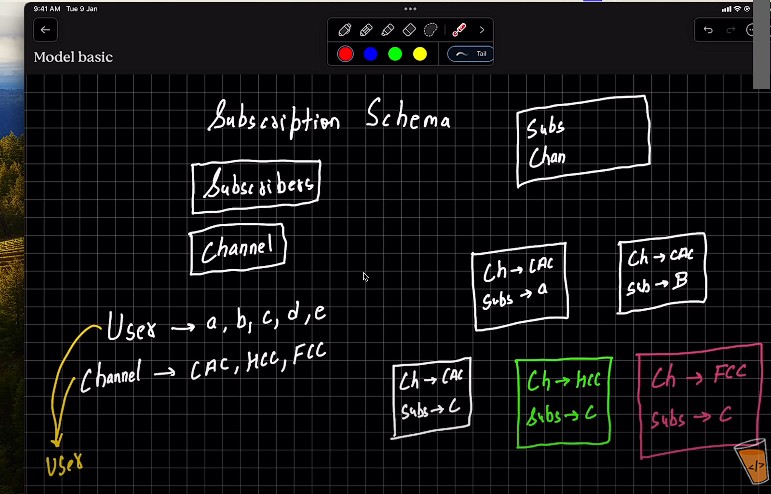 9:41 AM Tue 9 Jan
Model basic
Tail
Subscription Schema
Subs
Chan
Subscribers
Channel
Ch → CAC
Subs → a
Ch → CAC
Sub → B
User → a, b, c, d, e
Channel → CAC, HCC, FCC
Ch → CAC
Subs → C
Ch → HCC
Subs → C
Ch → FCC
Subs → C
User
</>